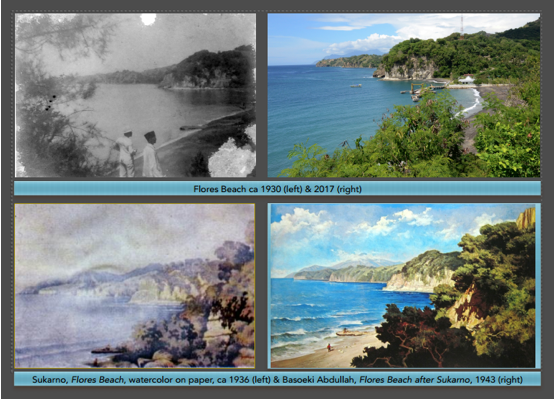 Flores Beach ca 1930 (left) & 2017 (right)
Sukarno, Flores Beach, watercolor on paper, ca 1936 (left) & Basoeki Abdullah, Flores Beach after Sukarno, 1943 (right)